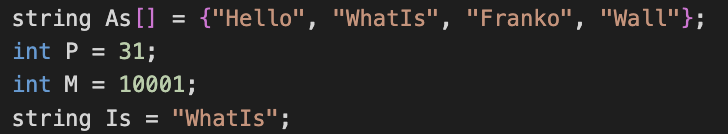 string As[] = {"Hello", "WhatIs", "Franko", "Wall"};
int P = 31;
int M = 10001;
string Is = "WhatIs";